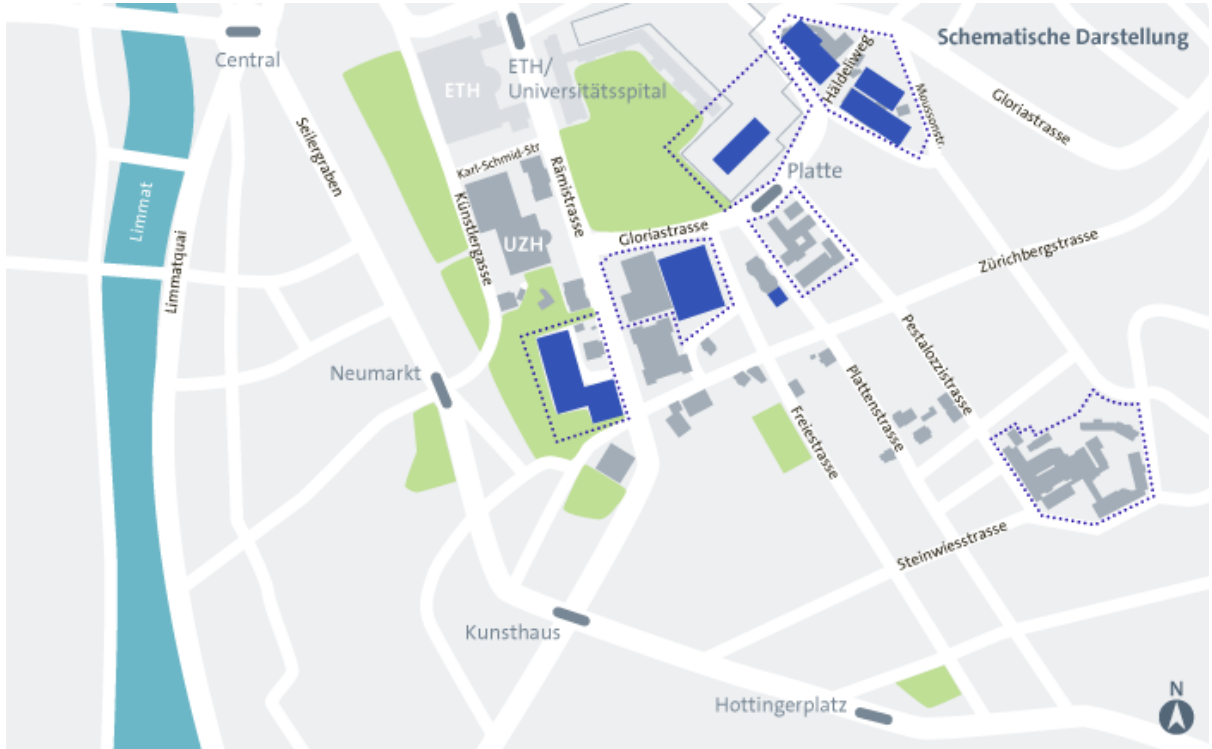 Schematische Darstellung
Central
ETH/
Universitätsspital
ETH
Häldeliweg
Moussonstr.
Gloriastrasse
Seilergraben
Karl-Schmid-Str
Rämistrasse
Platte
Limmat
Künstlergasse
UZH
Gloriastrasse
Zürichbergstrasse
Limmatquai
Neumarkt
Pestalozzistrasse
Plattenstrasse
Freiestrasse
Steinwiesstrasse
Kunsthaus
Hottingerplatz
N